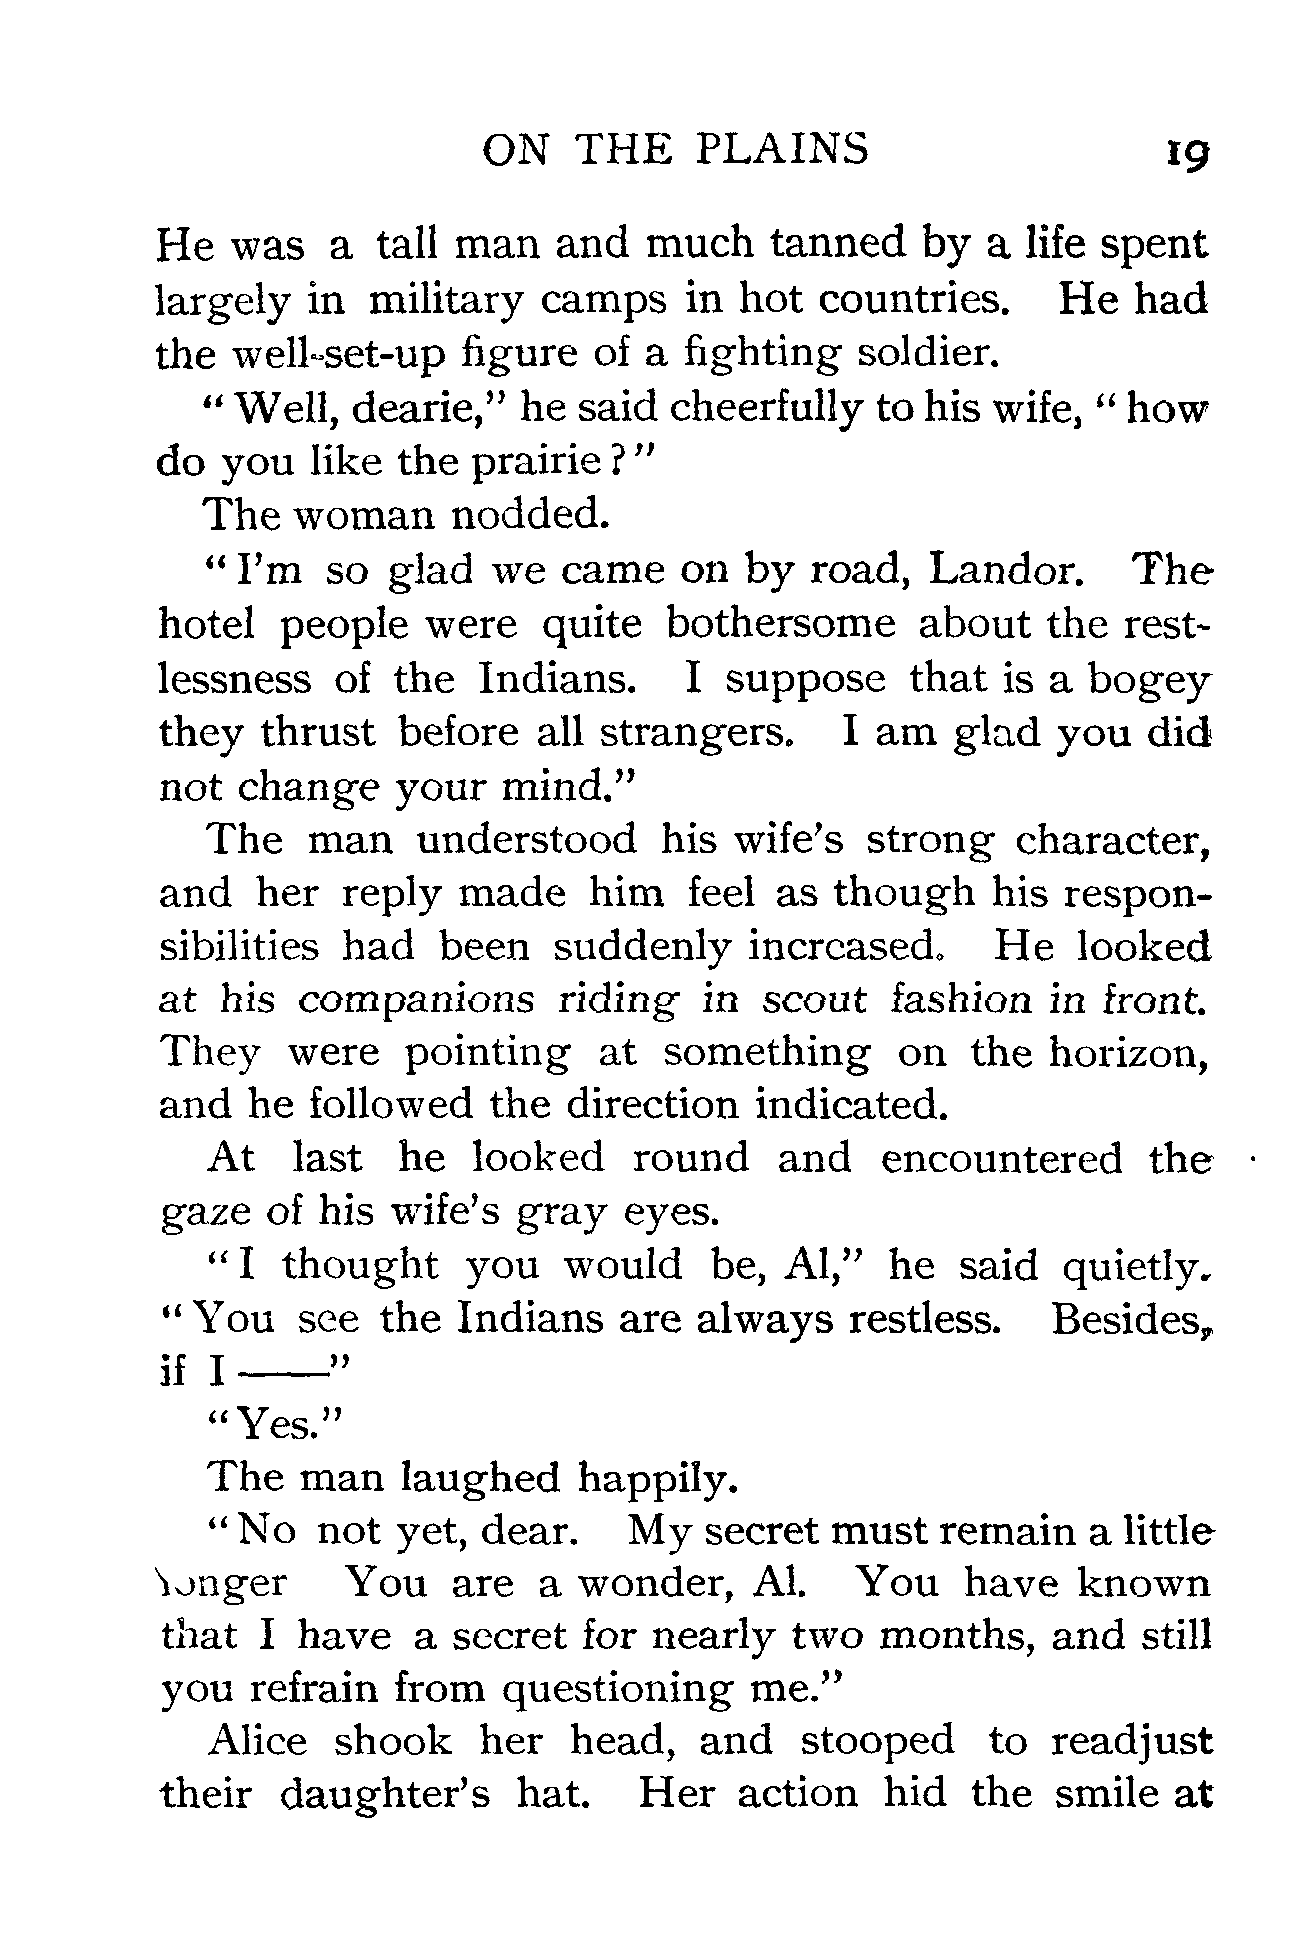 ON THE PLAINS 19
He was a tall man and much tanned by a life spent
largely in military camps in hot countries. He had
the well-set-up figure of a fighting soldier.
"Well, dearie," he said cheerfully to his wife, "how
do you like the prairie?"
The woman nodded.
"I'm so glad we came on by road, Landor. The
hotel people were quite bothersome about the rest-
lessness of the Indians. I suppose that is a bogey
they thrust before all strangers. I am glad you did
not change your mind."
The man understood his wife's strong character,
and her reply made him feel as though his respon-
sibilities had been suddenly increased. He looked
at his companions riding in scout fashion in front.
They were pointing at something on the horizon,
and he followed the direction indicated.
At last he looked round and encountered the
gaze of his wife's gray eyes.
"I thought you would be, Al," he said quietly.
"You see the Indians are always restless. Besides,
if I ——"
"Yes."
The man laughed happily.
"No not yet, dear. My secret must remain a little
longer You are a wonder, Al. You have known
that I have a secret for nearly two months, and still
you refrain from questioning me."
Alice shook her head, and stooped to readjust
their daughter's hat. Her action hid the smile at